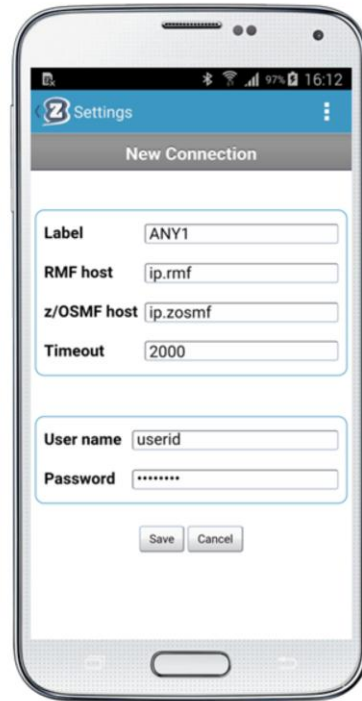 97% 16:12
Z Settings
New Connection
Label ANY1
RMF host ip.rmf
z/OSMF host ip.zosmf
Timeout 2000
User name userid
Password ••••••••
Save Cancel